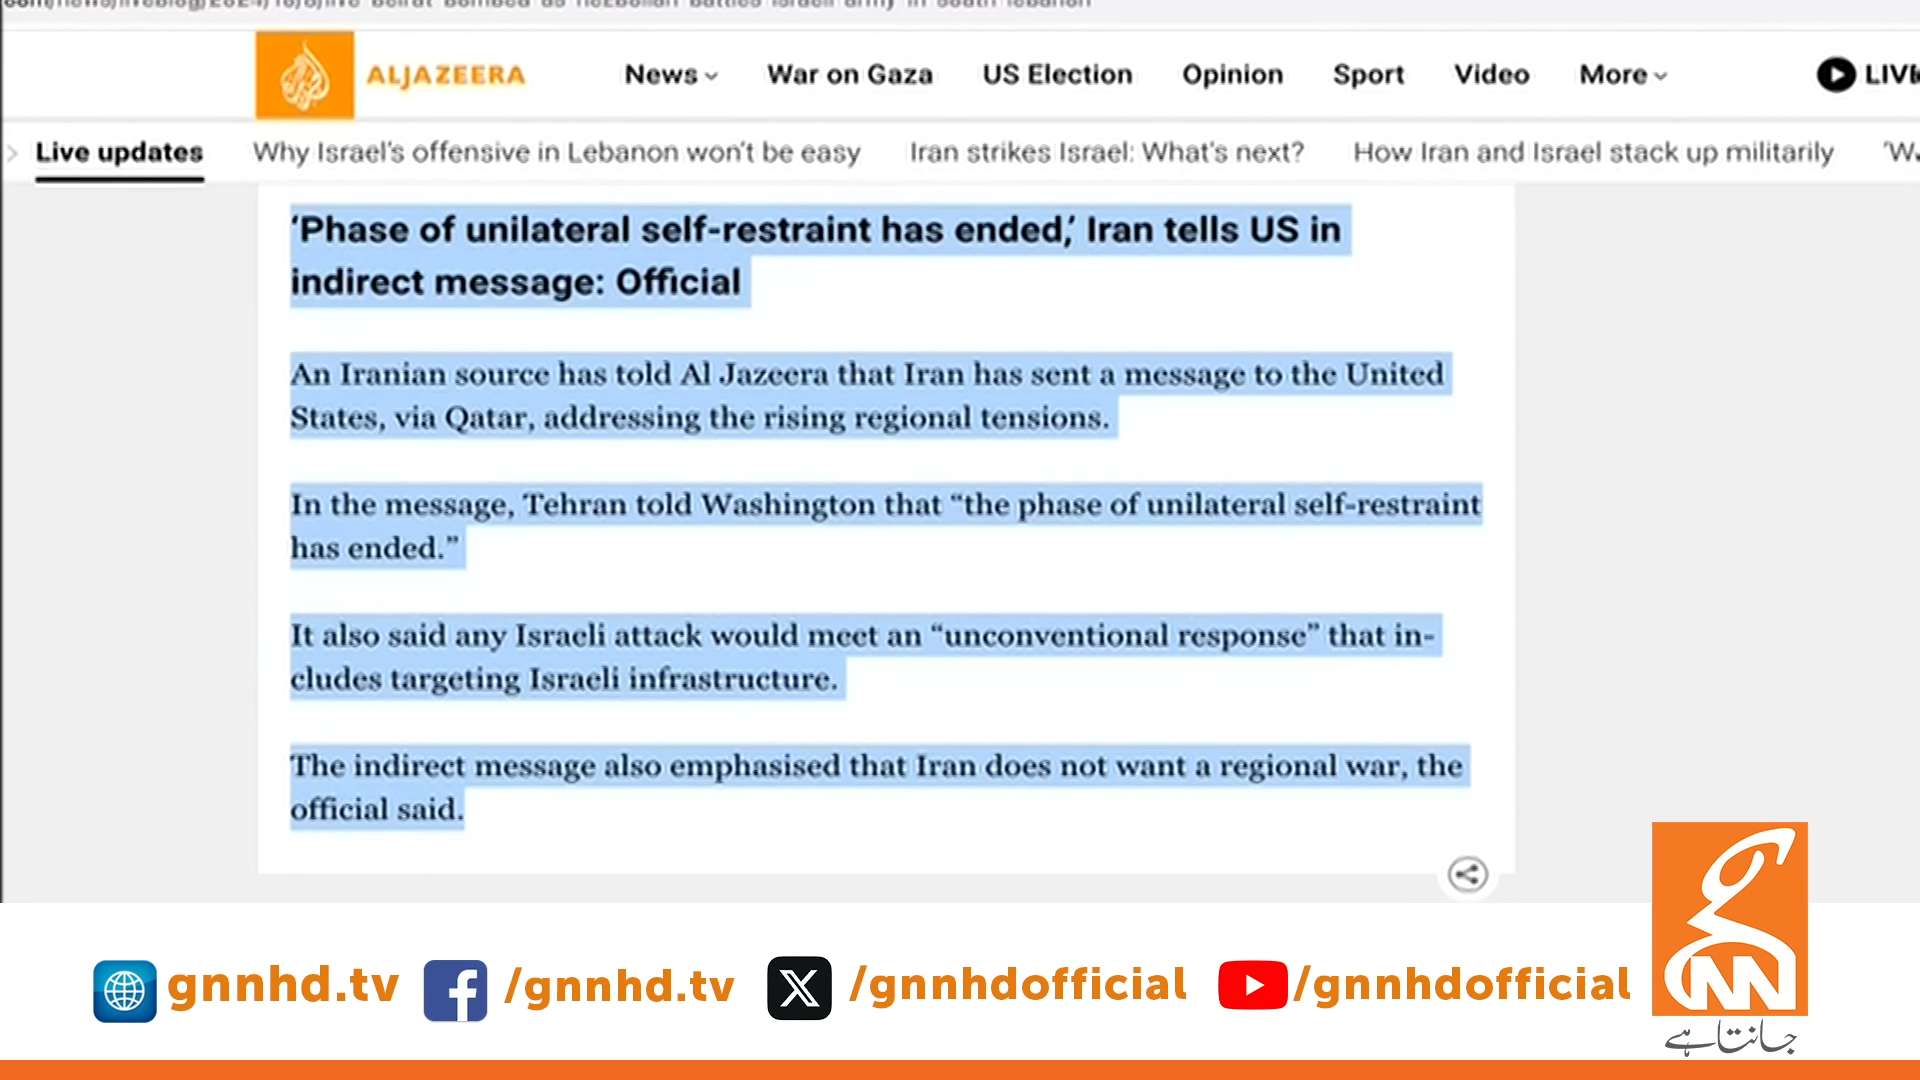 ALJAZEERA
News
War on Gaza
US Election
Opinion
Sport
Video
More
Live updates
Why Israel's offensive in Lebanon won't be easy
Iran strikes Israel: What's next?
How Iran and Israel stack up militarily
‘Phase of unilateral self-restraint has ended,’ Iran tells US in
indirect message: Official
An Iranian source has told Al Jazeera that Iran has sent a message to the United
States, via Qatar, addressing the rising regional tensions.
In the message, Tehran told Washington that “the phase of unilateral self-restraint
has ended.”
It also said any Israeli attack would meet an “unconventional response” that in-
cludes targeting Israeli infrastructure.
The indirect message also emphasised that Iran does not want a regional war, the
official said.
gnnhd.tv
/gnnhd.tv
/gnnhdofficial
/gnnhdofficial
GNN
جانتا ہے